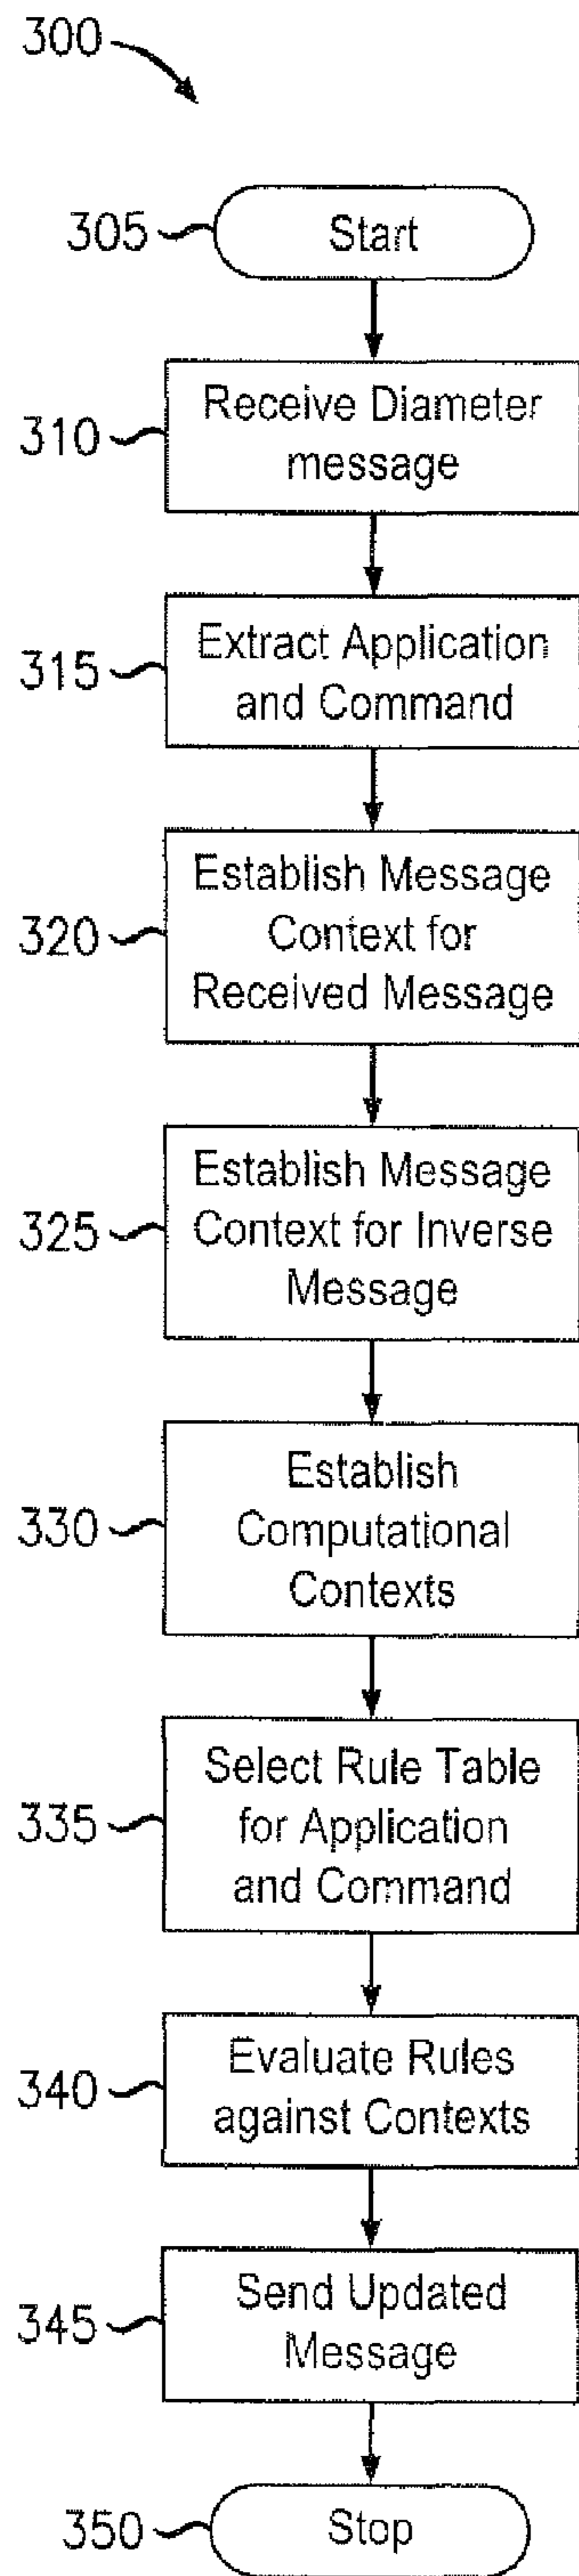 300
305
Start
310
Receive Diameter
message
315
Extract Application
and Command
320
Establish Message
Context for
Received Message
325
Establish Message
Context for Inverse
Message
330
Establish
Computational
Contexts
335
Select Rule Table
for Application
and Command
340
Evaluate Rules
against Contexts
345
Send Updated
Message
350
Stop